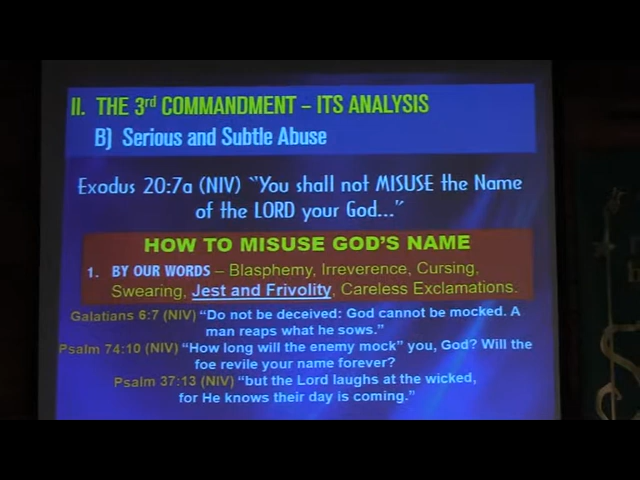 II. THE 3rd COMMANDMENT – ITS ANALYSIS
B) Serious and Subtle Abuse
Exodus 20:7a (NIV) “You shall not MISUSE the Name
of the LORD your God...”
HOW TO MISUSE GOD'S NAME
1. BY OUR WORDS – Blasphemy, Irreverence, Cursing,
Swearing, Jest and Frivolity, Careless Exclamations.
Galatians 6:7 (NIV) “Do not be deceived: God cannot be mocked. A
man reaps what he sows.”
Psalm 74:10 (NIV) “How long will the enemy mock” you, God? Will the
foe revile your name forever?
Psalm 37:13 (NIV) “but the Lord laughs at the wicked,
for He knows their day is coming.”